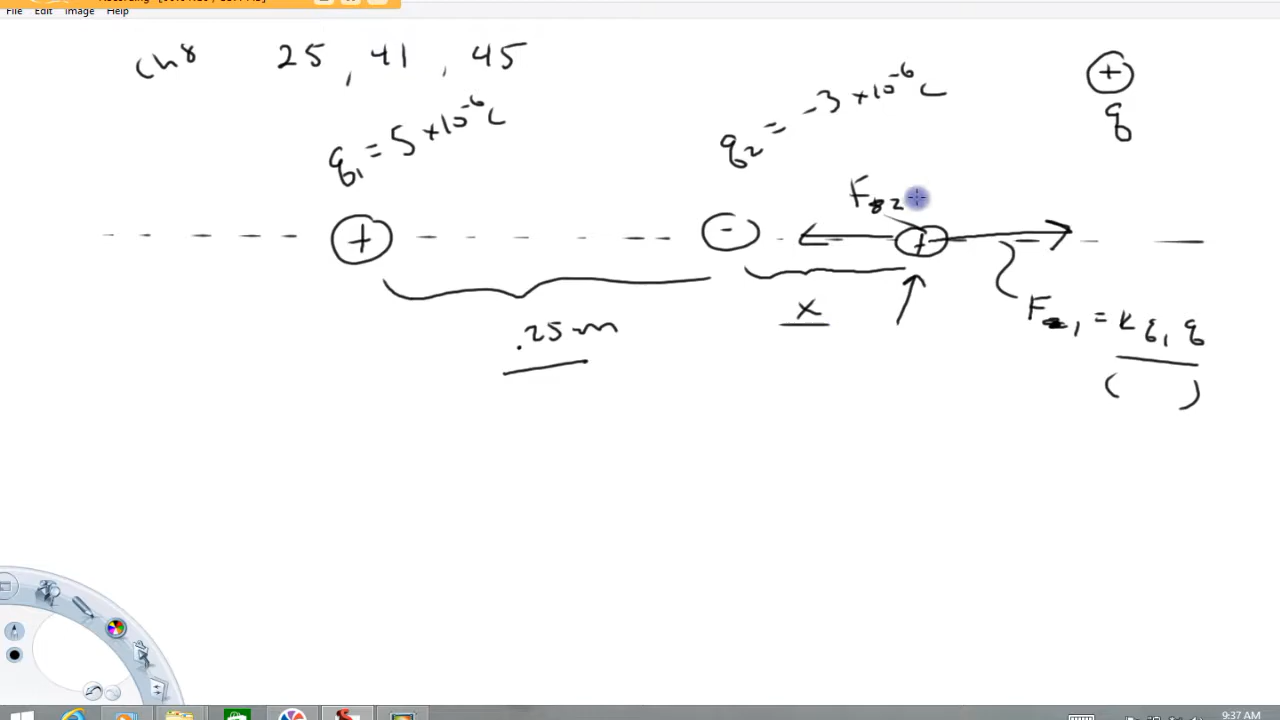 File Edit Image Help
ch 8 25, 41, 45
+
q
q₁ = 5 × 10⁻⁶ C
q₂ = -3 × 10⁻⁶ C
F₂
+ - +
.25 m
x
F₁ = k q₁ q
( )
9:37 AM